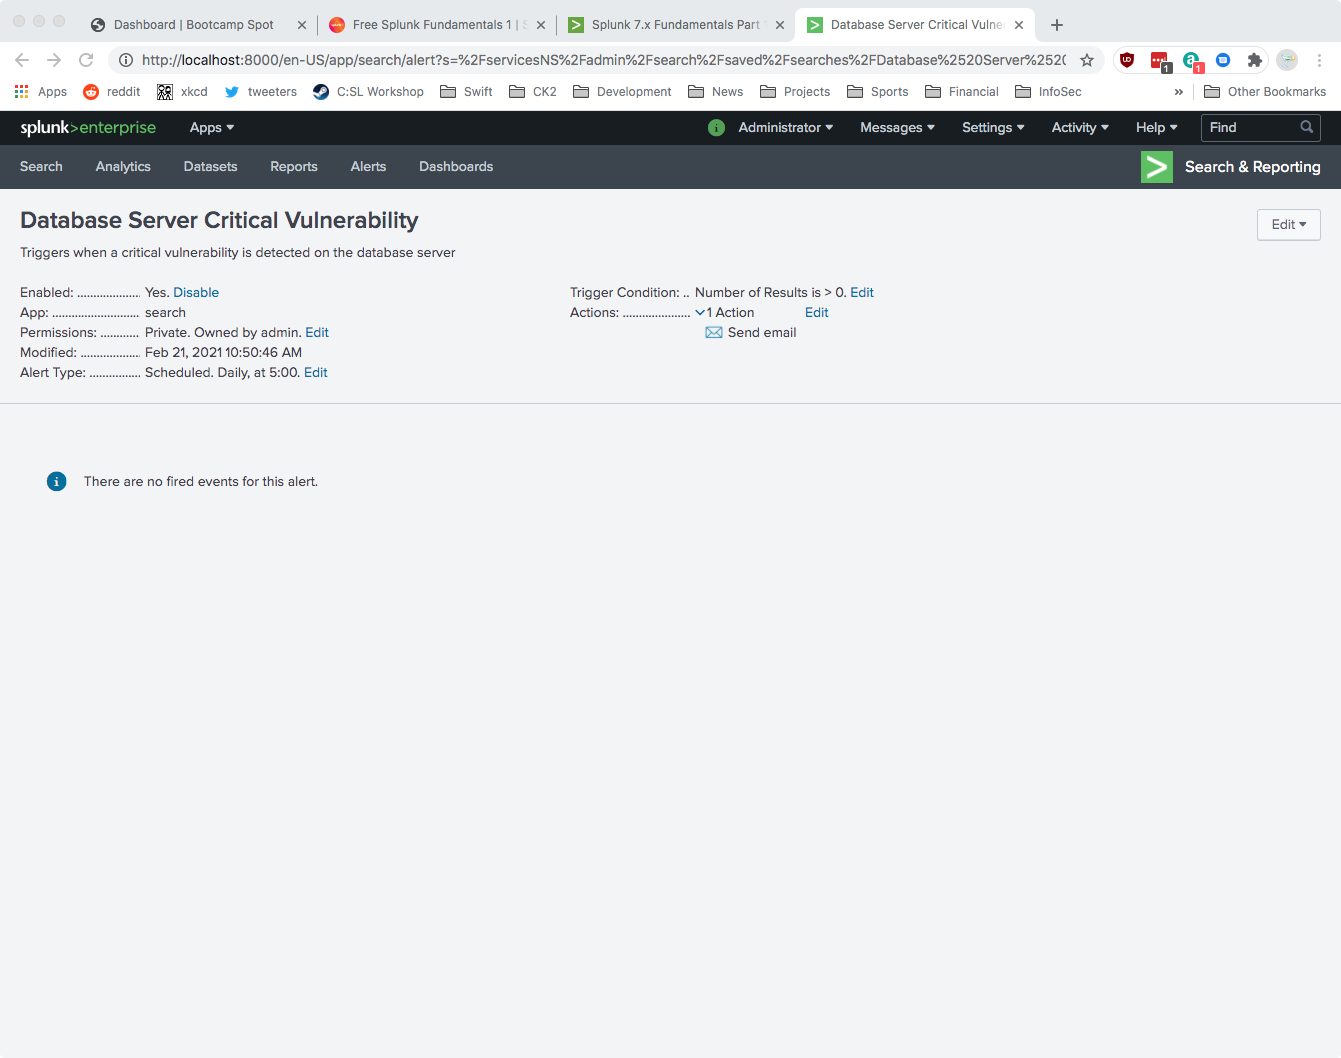 Dashboard | Bootcamp Spot
Free Splunk Fundamentals 1 | S
Splunk 7.x Fundamentals Part
Database Server Critical Vulner
http://localhost:8000/en-US/app/search/alert?s=%2FservicesNS%2Fadmin%2Fsearch%2Fsaved%2Fsearches%2FDatabase%2520Server%252(
1
1
Apps reddit xkcd tweeters C:SL Workshop Swift CK2 Development News Projects Sports Financial InfoSec » Other Bookmarks
splunk>enterprise Apps Administrator Messages Settings Activity Help Find
Search Analytics Datasets Reports Alerts Dashboards Search & Reporting
Database Server Critical Vulnerability
Edit
Triggers when a critical vulnerability is detected on the database server
Enabled: ................... Yes. Disable
App: ........................... search
Permissions: ............ Private. Owned by admin. Edit
Modified: ................... Feb 21, 2021 10:50:46 AM
Alert Type: ................ Scheduled. Daily, at 5:00. Edit
Trigger Condition: .. Number of Results is > 0. Edit
Actions: ..................... 1 Action Edit
Send email
There are no fired events for this alert.